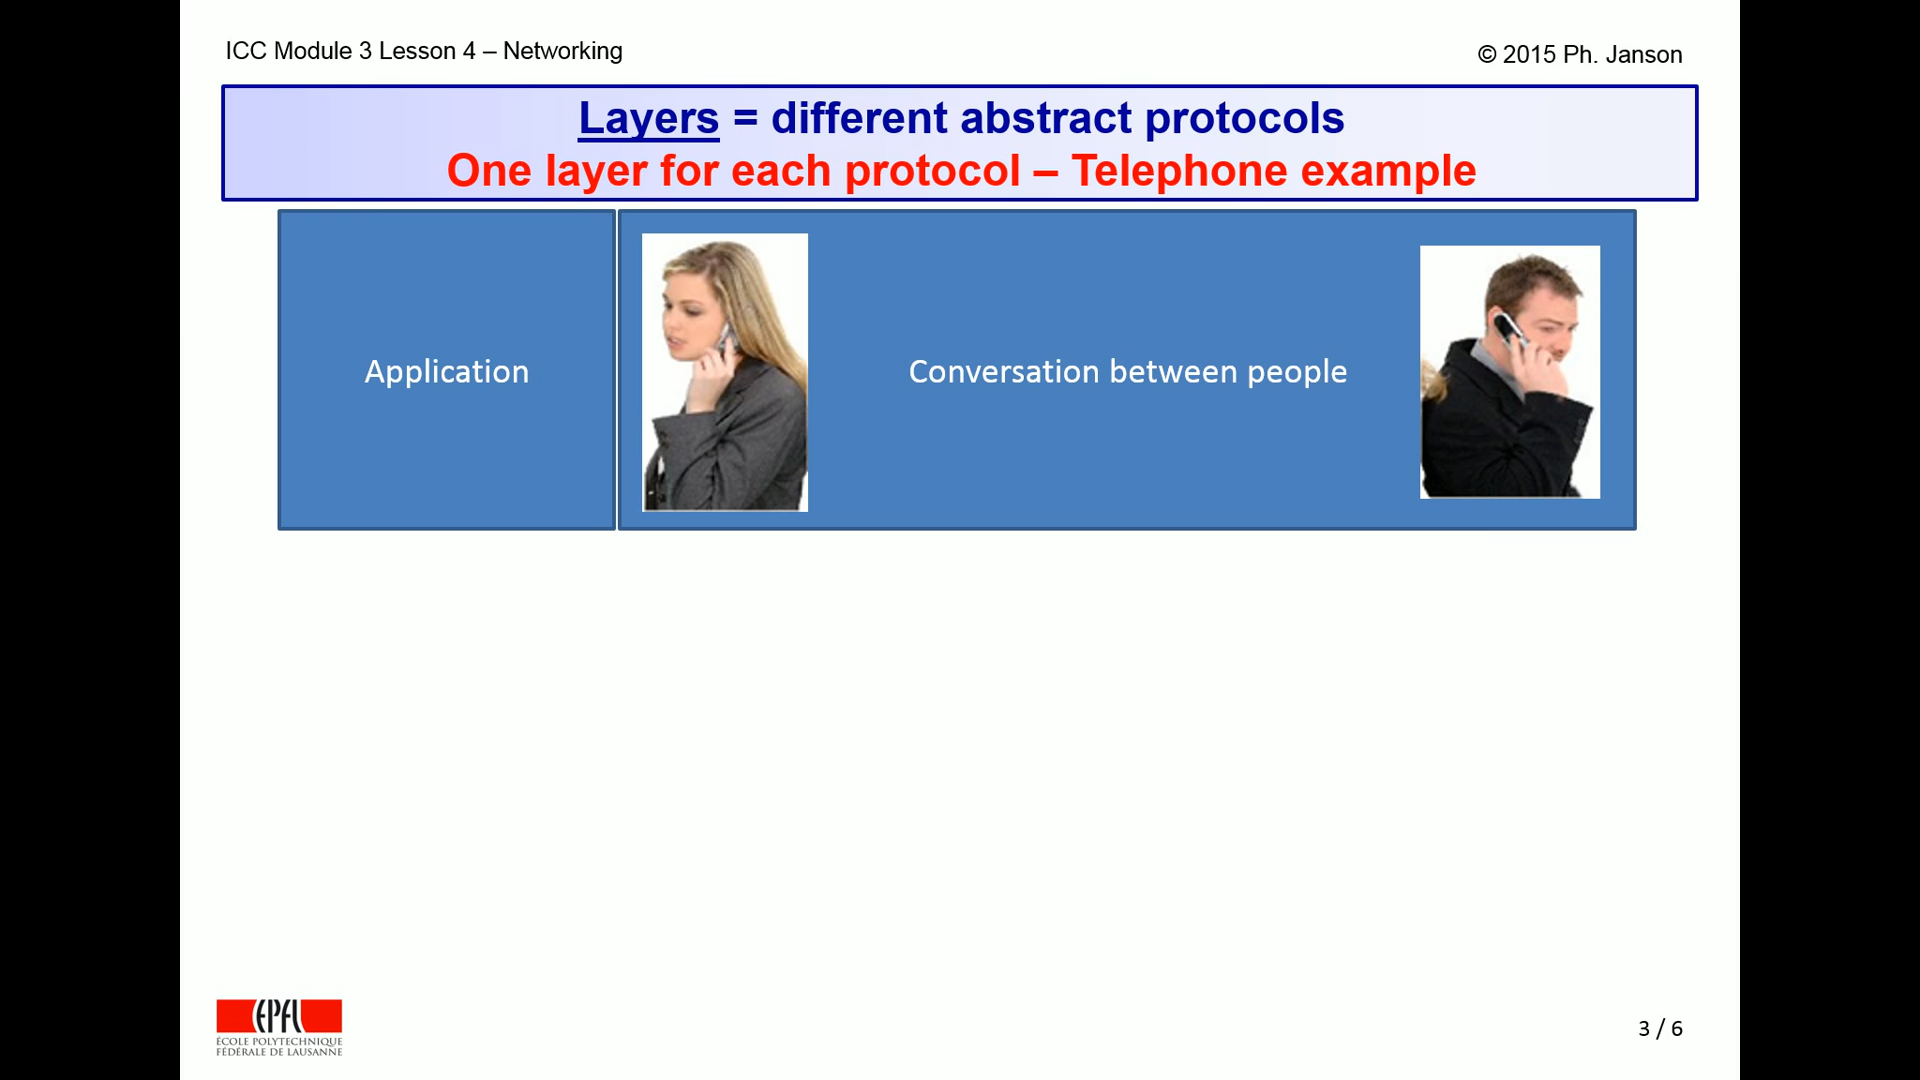 ICC Module 3 Lesson 4 – Networking
© 2015 Ph. Janson
Layers = different abstract protocols
One layer for each protocol – Telephone example
Application
Conversation between people
EPFL
ÉCOLE POLYTECHNIQUE
FÉDÉRALE DE LAUSANNE
3 / 6